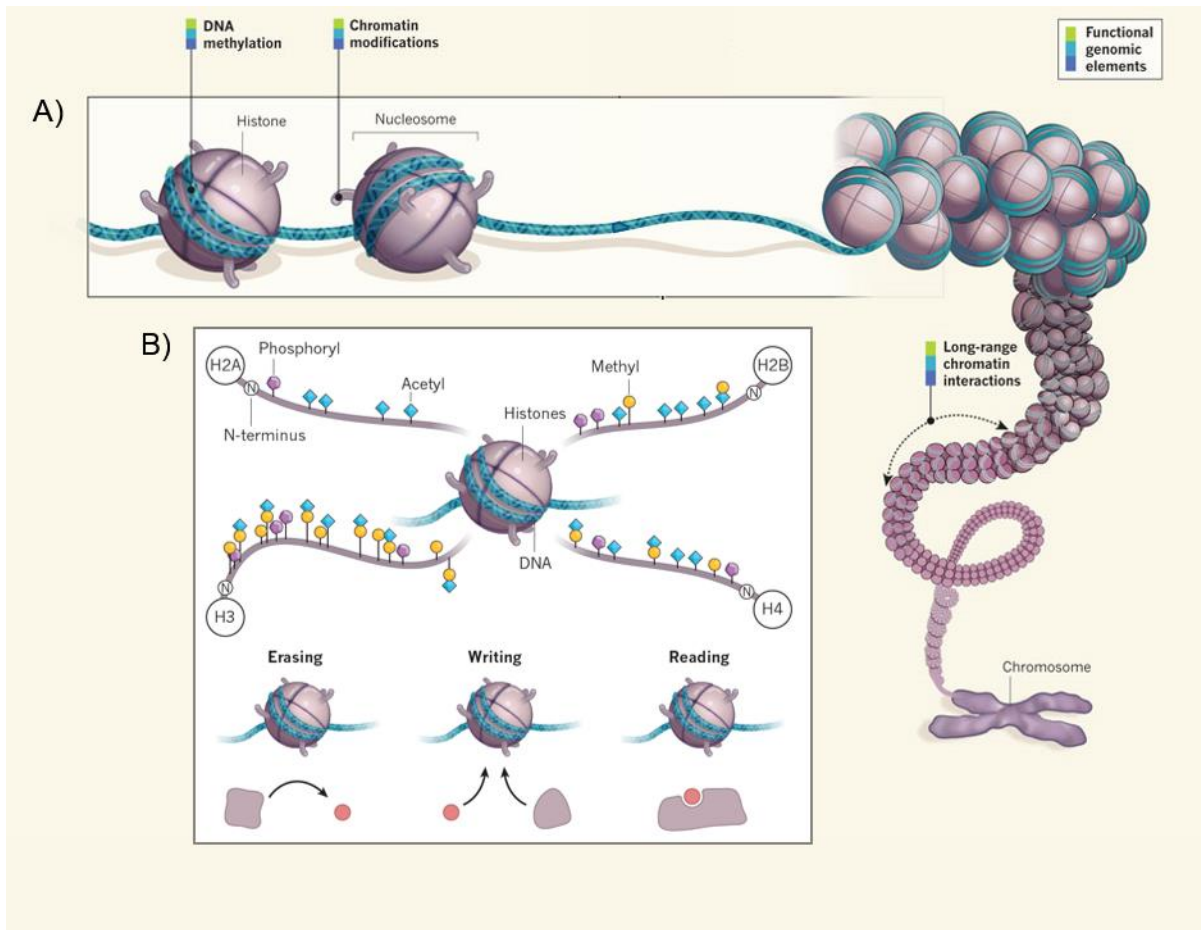 DNA
methylation
Chromatin
modifications
Functional
genomic
elements
A)
Histone
Nucleosome
B)
H2A
Phosphoryl
Acetyl
N
N-terminus
Methyl
H2B
N
Histones
Long-range
chromatin
interactions
DNA
N
H3
N
H4
Erasing
Writing
Reading
Chromosome